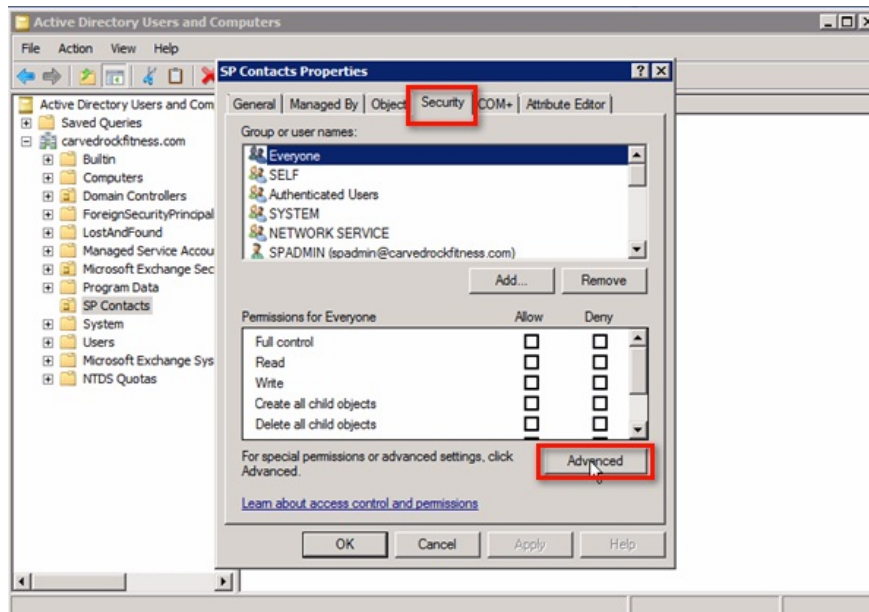 Active Directory Users and Computers
File Action View Help
SP Contacts Properties
Active Directory Users and Com
Saved Queries
carvedrockfitness.com
Builtin
Computers
Domain Controllers
ForeignSecurityPrincipal
LostAndFound
Managed Service Accou
Microsoft Exchange Sec
Program Data
SP Contacts
System
Users
Microsoft Exchange Sys
NTDS Quotas
General Managed By Object Security COM+ Attribute Editor
Group or user names:
Everyone
SELF
Authenticated Users
SYSTEM
NETWORK SERVICE
SPADMIN (spadmin@carvedrockfitness.com)
Add... Remove
Permissions for Everyone Allow Deny
Full control
Read
Write
Create all child objects
Delete all child objects
For special permissions or advanced settings, click
Advanced.
Advanced
Learn about access control and permissions
OK Cancel Apply Help